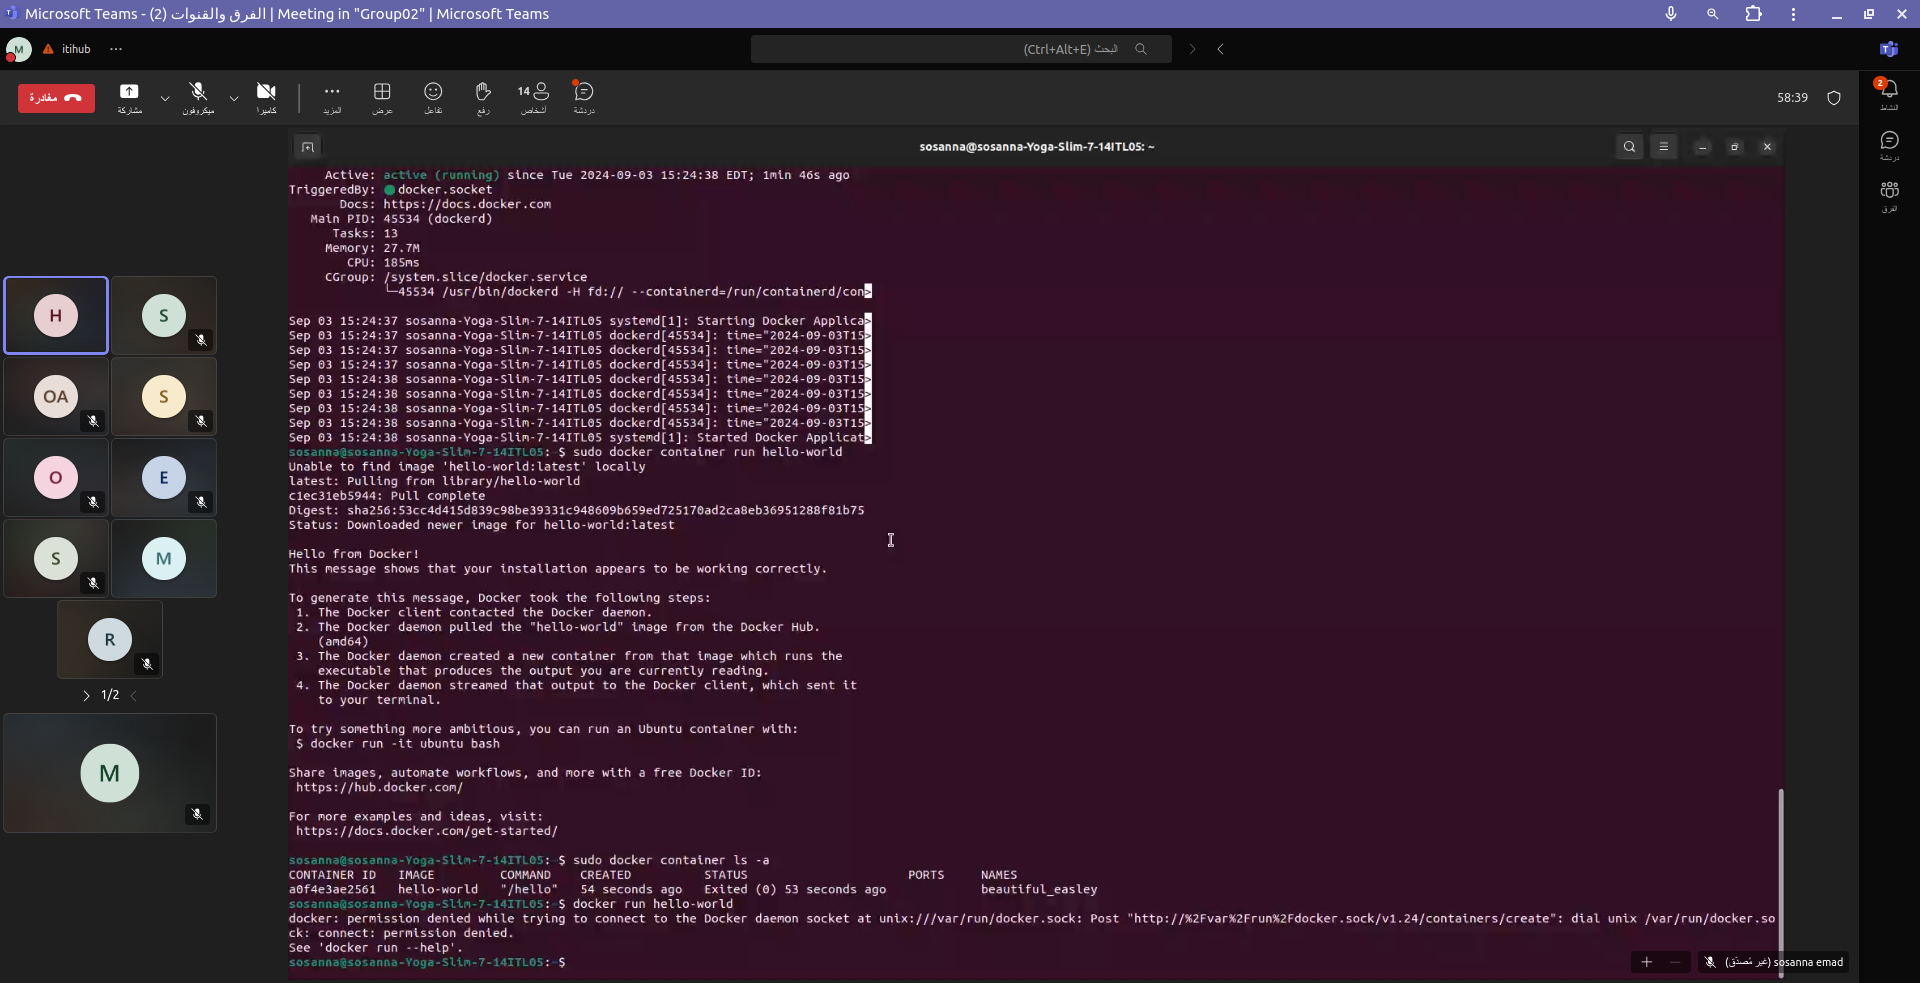 Microsoft Teams - (2) الفرق والقنوات | Meeting in "Group02" | Microsoft Teams
M
itihub
البحث (Ctrl+Alt+E)
مغادرة
مشاركة
ميكروفون
كاميرا
المزيد
عرض
تفاعل
رفع
14
أشخاص
دردشة
58:39
2
النشاط
دردشة
الفرق
H
S
OA
S
O
E
S
M
R
1/2
M
sosanna@sosanna-Yoga-Slim-7-14ITL05: ~
Active: active (running) since Tue 2024-09-03 15:24:38 EDT; 1min 46s ago
TriggeredBy: ● docker.socket
Docs: https://docs.docker.com
Main PID: 45534 (dockerd)
Tasks: 13
Memory: 27.7M
CPU: 185ms
CGroup: /system.slice/docker.service
└─45534 /usr/bin/dockerd -H fd:// --containerd=/run/containerd/con>
Sep 03 15:24:37 sosanna-Yoga-Slim-7-14ITL05 systemd[1]: Starting Docker Applica>
Sep 03 15:24:37 sosanna-Yoga-Slim-7-14ITL05 dockerd[45534]: time="2024-09-03T15>
Sep 03 15:24:37 sosanna-Yoga-Slim-7-14ITL05 dockerd[45534]: time="2024-09-03T15>
Sep 03 15:24:37 sosanna-Yoga-Slim-7-14ITL05 dockerd[45534]: time="2024-09-03T15>
Sep 03 15:24:38 sosanna-Yoga-Slim-7-14ITL05 dockerd[45534]: time="2024-09-03T15>
Sep 03 15:24:38 sosanna-Yoga-Slim-7-14ITL05 dockerd[45534]: time="2024-09-03T15>
Sep 03 15:24:38 sosanna-Yoga-Slim-7-14ITL05 dockerd[45534]: time="2024-09-03T15>
Sep 03 15:24:38 sosanna-Yoga-Slim-7-14ITL05 dockerd[45534]: time="2024-09-03T15>
Sep 03 15:24:38 sosanna-Yoga-Slim-7-14ITL05 systemd[1]: Started Docker Applicat>
sosanna@sosanna-Yoga-Slim-7-14ITL05: $ sudo docker container run hello-world
Unable to find image 'hello-world:latest' locally
latest: Pulling from library/hello-world
c1ec31eb5944: Pull complete
Digest: sha256:53cc4d415d839c98be39331c948609b659ed725170ad2ca8eb36951288f81b75
Status: Downloaded newer image for hello-world:latest
Hello from Docker!
This message shows that your installation appears to be working correctly.
To generate this message, Docker took the following steps:
1. The Docker client contacted the Docker daemon.
2. The Docker daemon pulled the "hello-world" image from the Docker Hub.
(amd64)
3. The Docker daemon created a new container from that image which runs the
executable that produces the output you are currently reading.
4. The Docker daemon streamed that output to the Docker client, which sent it
to your terminal.
To try something more ambitious, you can run an Ubuntu container with:
$ docker run -it ubuntu bash
Share images, automate workflows, and more with a free Docker ID:
https://hub.docker.com/
For more examples and ideas, visit:
https://docs.docker.com/get-started/
sosanna@sosanna-Yoga-Slim-7-14ITL05: $ sudo docker container ls -a
CONTAINER ID IMAGE COMMAND CREATED STATUS PORTS NAMES
a0f4e3ae2561 hello-world "/hello" 54 seconds ago Exited (0) 53 seconds ago beautiful_easley
sosanna@sosanna-Yoga-Slim-7-14ITL05: $ docker run hello-world
docker: permission denied while trying to connect to the Docker daemon socket at unix:///var/run/docker.sock: Post "http://%2Fvar%2Frun%2Fdocker.sock/v1.24/containers/create": dial unix /var/run/docker.so
ck: connect: permission denied.
See 'docker run --help'.
sosanna@sosanna-Yoga-Slim-7-14ITL05: $
sosanna emad (غير مُصدّق)